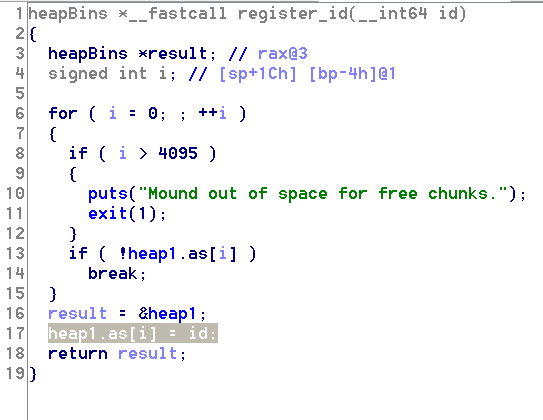 1 heapBins *__fastcall register_id(__int64 id)
2 {
3   heapBins *result; // rax@3
4   signed int i; // [sp+1Ch] [bp-4h]@1
5
6   for ( i = 0; ; ++i )
7   {
8     if ( i > 4095 )
9     {
10       puts("Mound out of space for free chunks.");
11       exit(1);
12     }
13     if ( !heap1.as[i] )
14       break;
15   }
16   result = &heap1;
17   heap1.as[i] = id;
18   return result;
19 }